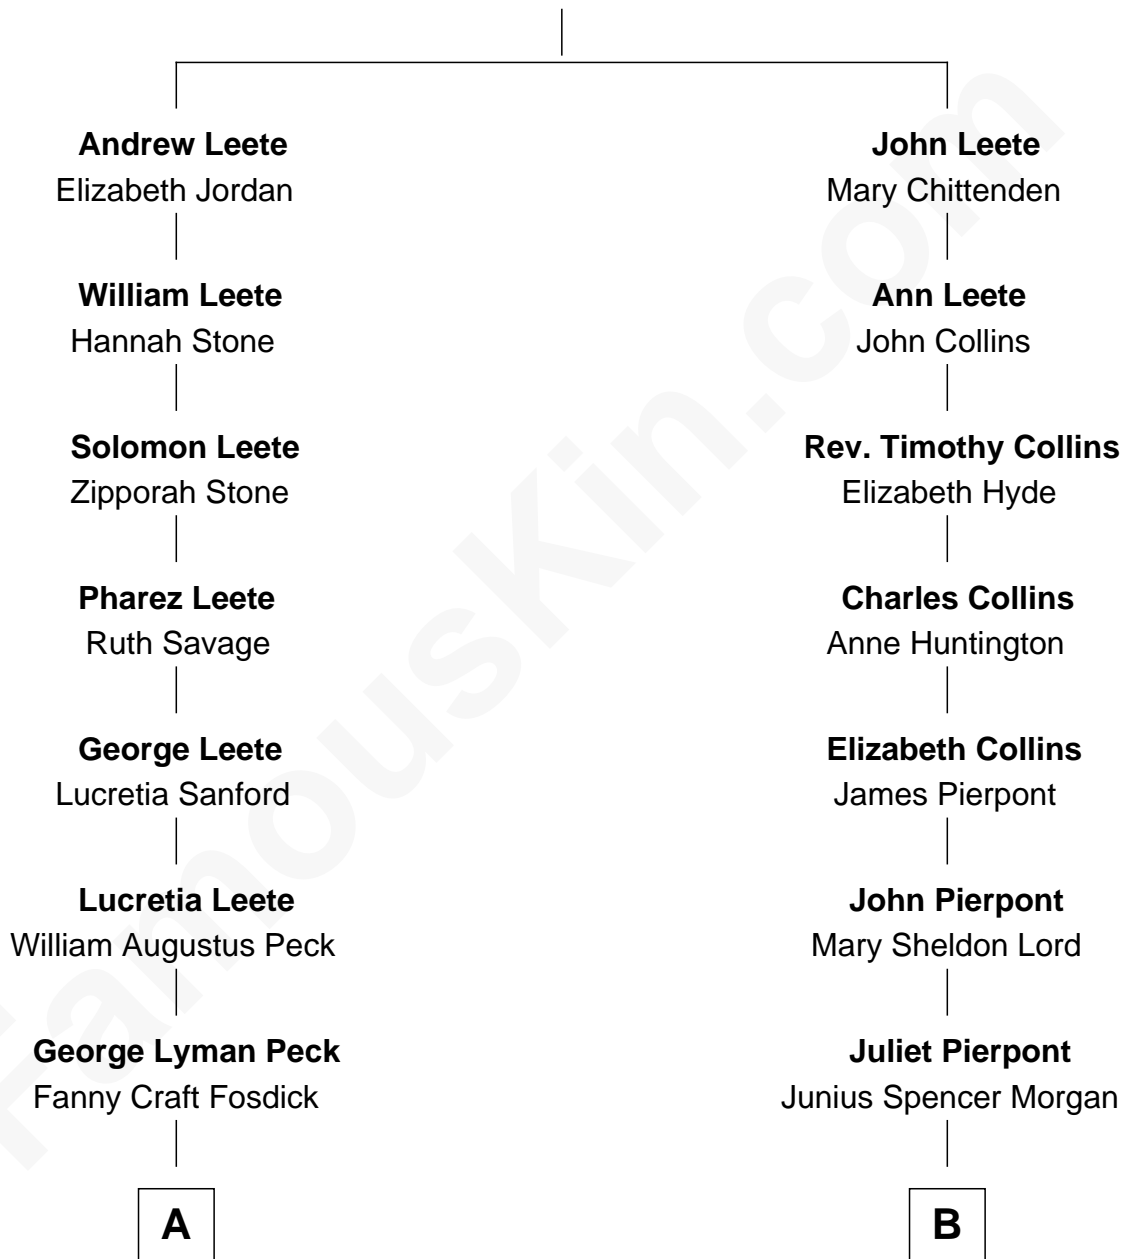 Andrew Leete
Elizabeth Jordan
William Leete
Hannah Stone
Solomon Leete
Zipporah Stone
Pharez Leete
Ruth Savage
George Leete
Lucretia Sanford
Lucretia Leete
William Augustus Peck
George Lyman Peck
Fanny Craft Fosdick
A
John Leete
Mary Chittenden
Ann Leete
John Collins
Rev. Timothy Collins
Elizabeth Hyde
Charles Collins
Anne Huntington
Elizabeth Collins
James Pierpont
John Pierpont
Mary Sheldon Lord
Juliet Pierpont
Junius Spencer Morgan
B
FamousKin.com